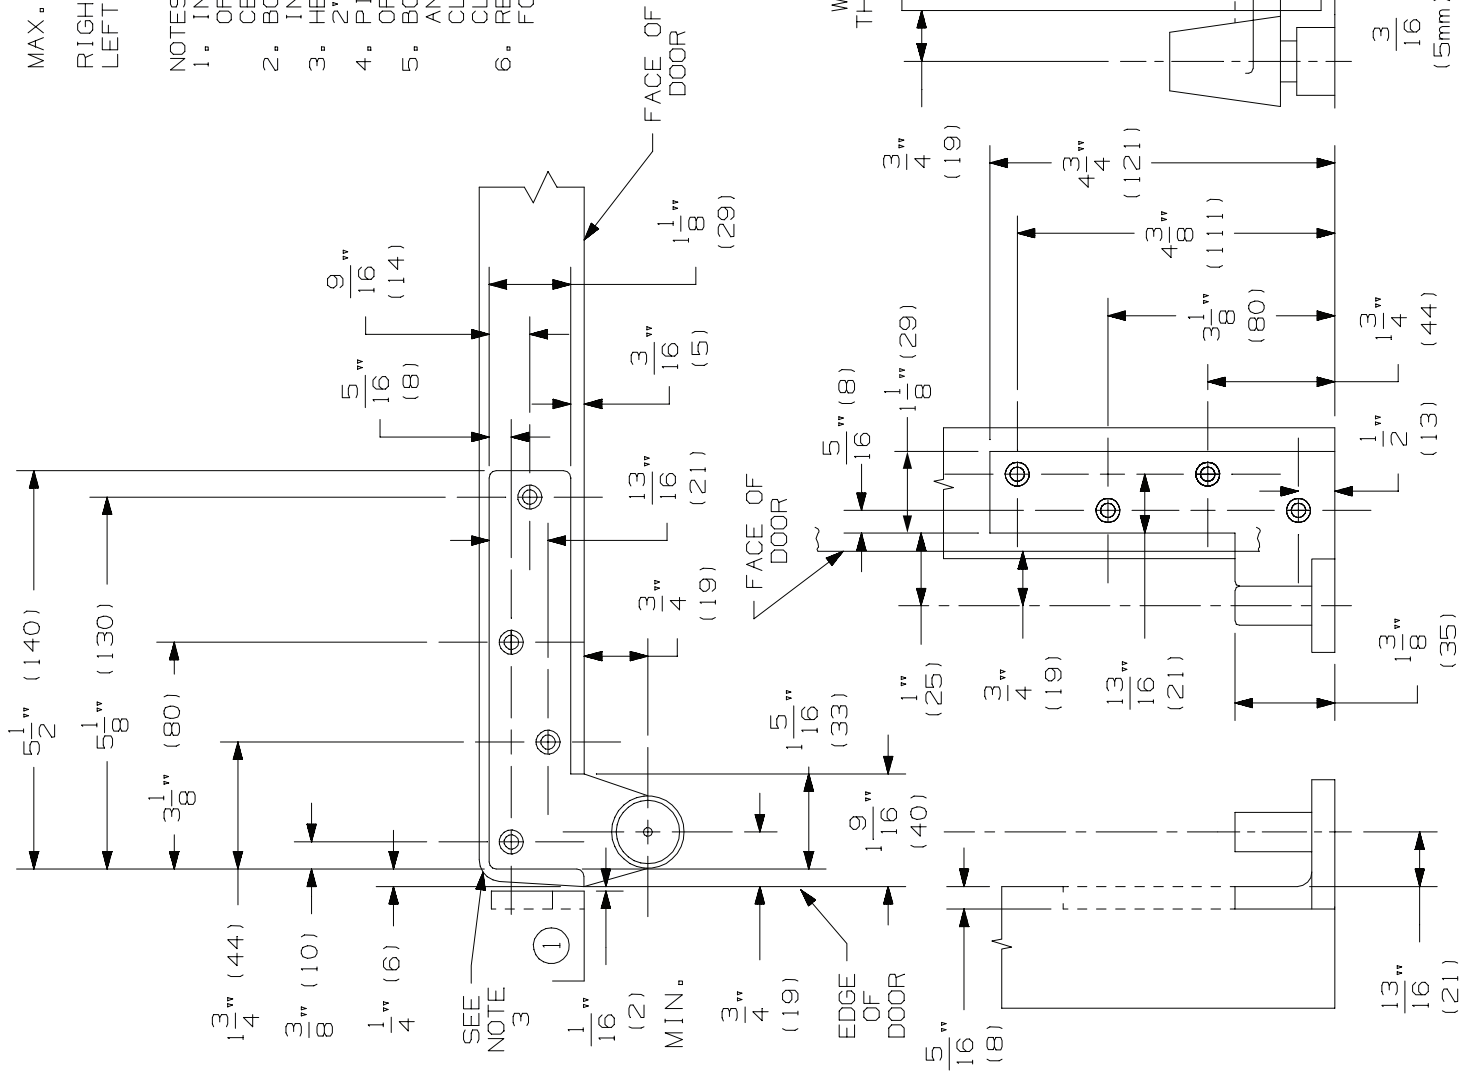 MAX.
RIGH
LEFT
NOTES
1. IN
OF
CE
2. BO
IN
3. HE
2"
4. PI
OF
5. BO
AN
CL
CL
6. RE
FO
5 1/2" (140)
5 1/8" (130)
3 1/8" (80)
1 3/4" (44)
3/8" (10)
1/4" (6)
SEE
NOTE
3
1
1/16"
(2)
MIN.
9/16"
(14)
5/16"
(8)
13/16"
(21)
3/16"
(5)
1 1/8"
(29)
3/4"
(19)
FACE OF
DOOR
3/4"
(19)
1 5/16"
(33)
1 9/16"
(40)
EDGE
OF
DOOR
FACE OF
DOOR
5/16" (8)
1 1/8" (29)
1"
(25)
3/4"
(19)
13/16"
(21)
3/4"
(19)
4 3/4"
(121)
4 3/8"
(111)
3 1/8"
(80)
1 3/4"
(44)
1/2"
(13)
1 3/8"
(35)
5/16"
(8)
13/16"
(21)
W
TH
3/16
(5mm